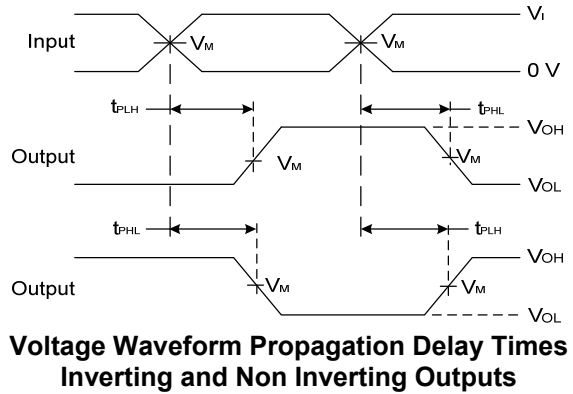 VI
Input
VM
VM
0 V
tPLH
tPHL
VOH
Output
VM
VM
VOL
tPHL
tPLH
VOH
Output
VM
VM
VOL
Voltage Waveform Propagation Delay Times
Inverting and Non Inverting Outputs